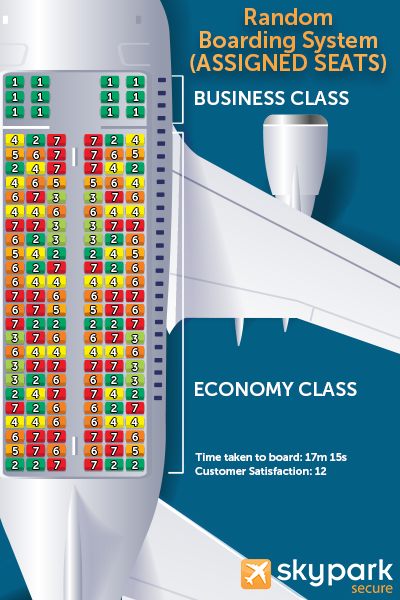 Random
Boarding System
(ASSIGNED SEATS)
BUSINESS CLASS
1 1 1 1
1 1 1 1
1 1 1 1
4 2 7 7 2 4
5 6 7 7 6 5
2 4 7 7 4 2
4 6 5 5 6 4
6 7 3 3 7 6
4 4 6 6 4 4
7 7 3 3 7 7
6 2 3 3 2 6
5 4 2 2 4 5
6 2 7 7 2 6
6 4 4 4 4 6
7 7 6 6 7 7
6 7 5 5 7 6
7 2 2 2 2 7
3 7 6 6 7 3
6 4 4 4 4 6
3 7 7 7 7 3
3 2 6 6 2 3
2 4 7 7 4 2
7 2 6 6 2 7
4 4 6 6 4 4
6 7 7 7 7 6
5 7 6 6 7 5
2 2 7 7 2 2
ECONOMY CLASS
Time taken to board: 17m 15s
Customer Satisfaction: 12
skypark
secure